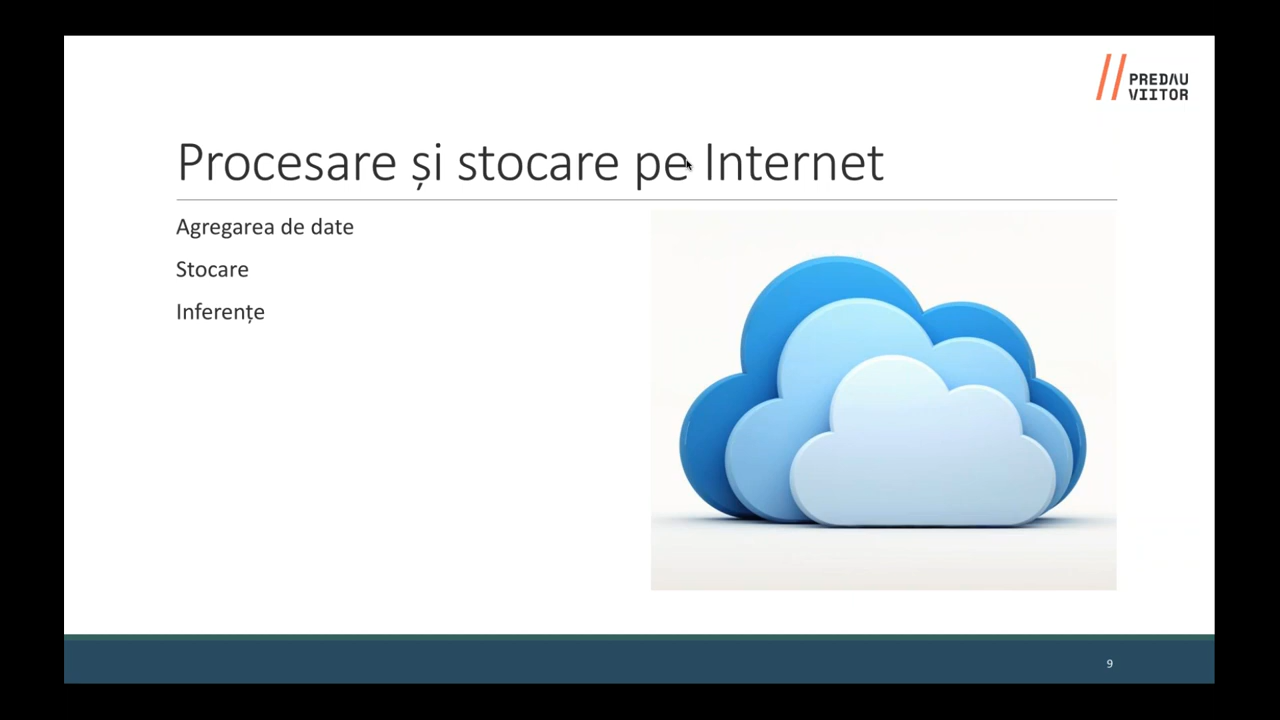 PREDAU
VIITOR
Procesare și stocare pe Internet
Agregarea de date
Stocare
Inferențe
9